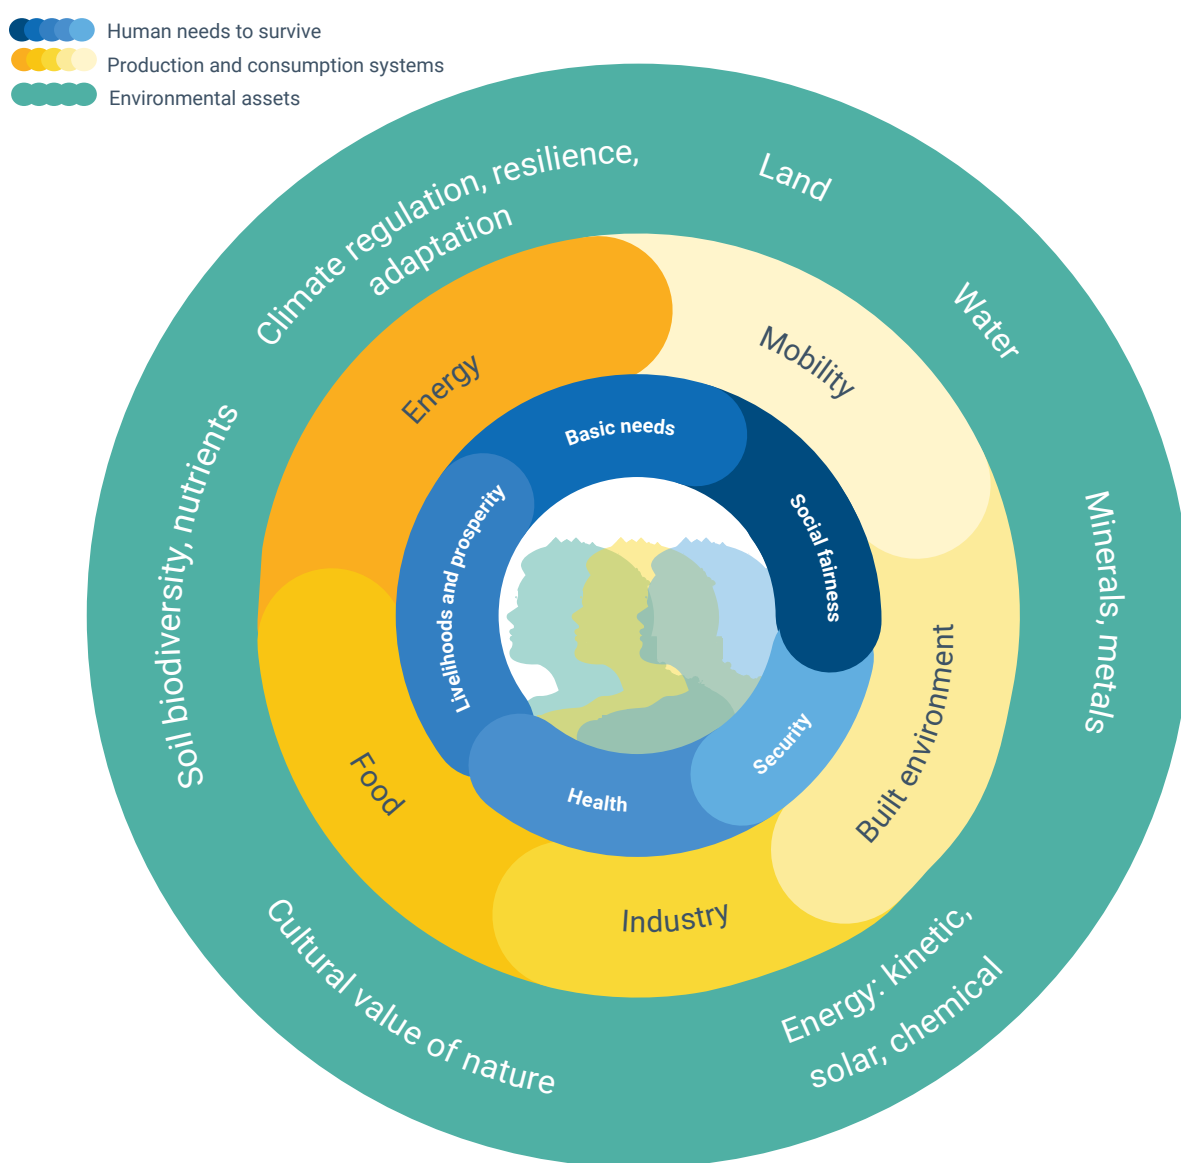 Human needs to survive
Production and consumption systems
Environmental assets
Climate regulation, resilience,
adaptation
Land
Water
Minerals, metals
Energy: kinetic,
solar, chemical
Cultural value of nature
Soil biodiversity, nutrients
Energy
Mobility
Built environment
Industry
Food
Basic needs
Social fairness
Security
Health
Livelihoods and prosperity